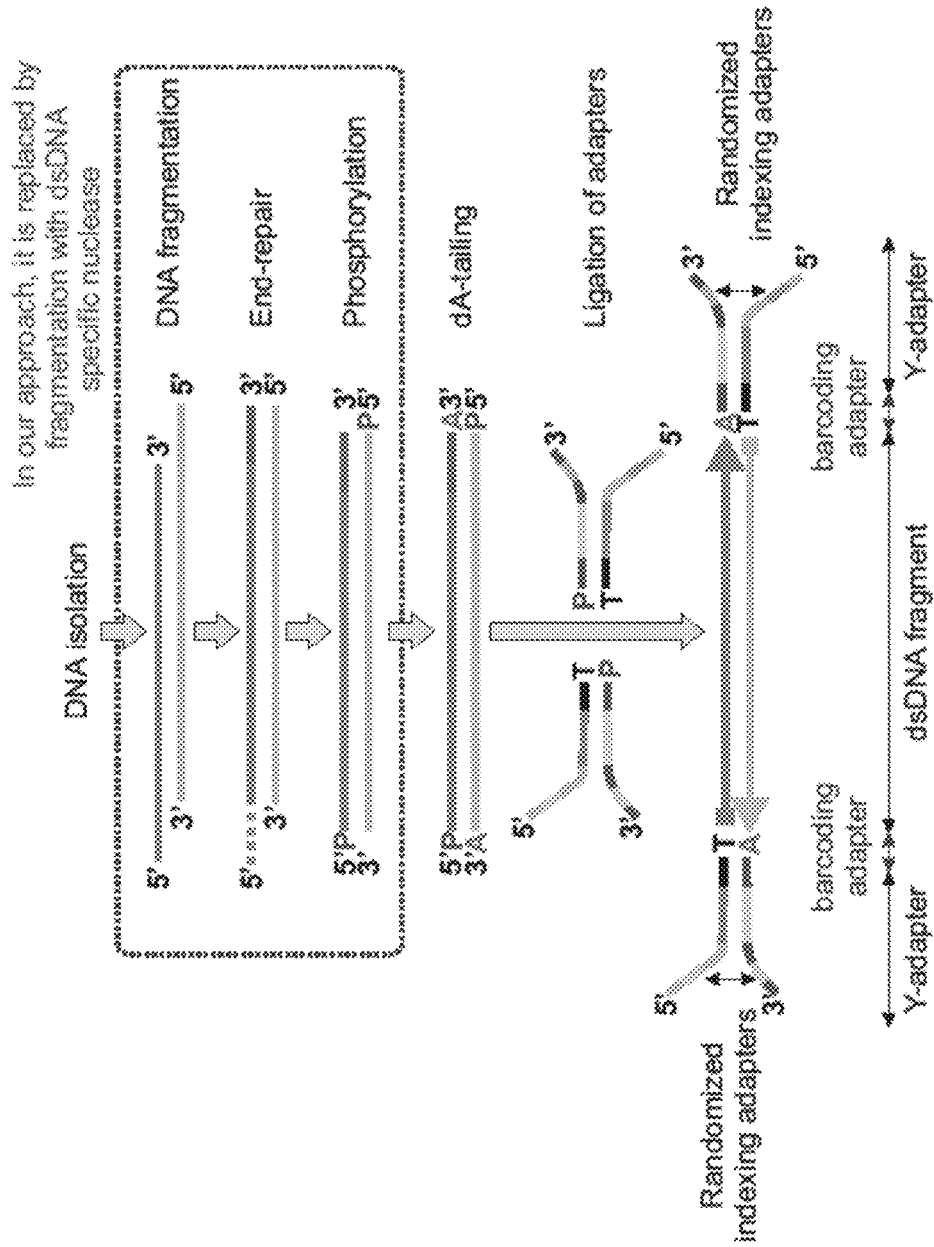 In our approach, it is replaced by
fragmentation with dsDNA
specific nuclease
DNA isolation
5' 3'
3' 5'
DNA fragmentation
5' 3'
3' 5'
End-repair
5'P 3'
3' P5'
Phosphorylation
5'P A3'
3'A P5'
dA-tailing
5' 3'
T P
P T
3' 5'
Ligation of adapters
Randomized
indexing adapters
5' 3'
T A
A T
3' 5'
Randomized
indexing adapters
barcoding
adapter
barcoding
adapter
Y-adapter
dsDNA fragment
Y-adapter